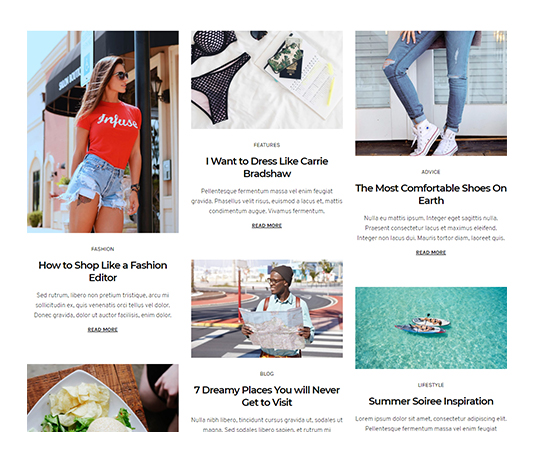 Infuse
FASHION
How to Shop Like a Fashion
Editor
Sed rutrum, libero non pretium tristique, arcu mi
sollicitudin ex, quis venenatis orci tellus vel dolor.
Donec gravida, dolor ut auctor facilisis, enim dolor.
READ MORE
FEATURES
I Want to Dress Like Carrie
Bradshaw
Pellentesque fermentum massa vel enim feugiat
gravida. Phasellus velit risus, euismod a lacus et, mattis
condimentum augue. Vivamus fermentum.
READ MORE
BLOG
7 Dreamy Places You will Never
Get to Visit
Nulla nibh libero, tincidunt cursus gravida ut, sodales ut
magna. Sed sodales libero sapien, et rutrum mi
ADVICE
The Most Comfortable Shoes On
Earth
Nulla eu mattis ipsum. Integer eget sagittis nulla.
Praesent consectetur lacus et maximus eleifend.
Integer non lacus dui. Mauris tortor diam, laoreet quis.
READ MORE
LIFESTYLE
Summer Soiree Inspiration
Lorem ipsum dolor sit amet, consectetur adipiscing elit.
Pellentesque fermentum massa vel enim feugiat